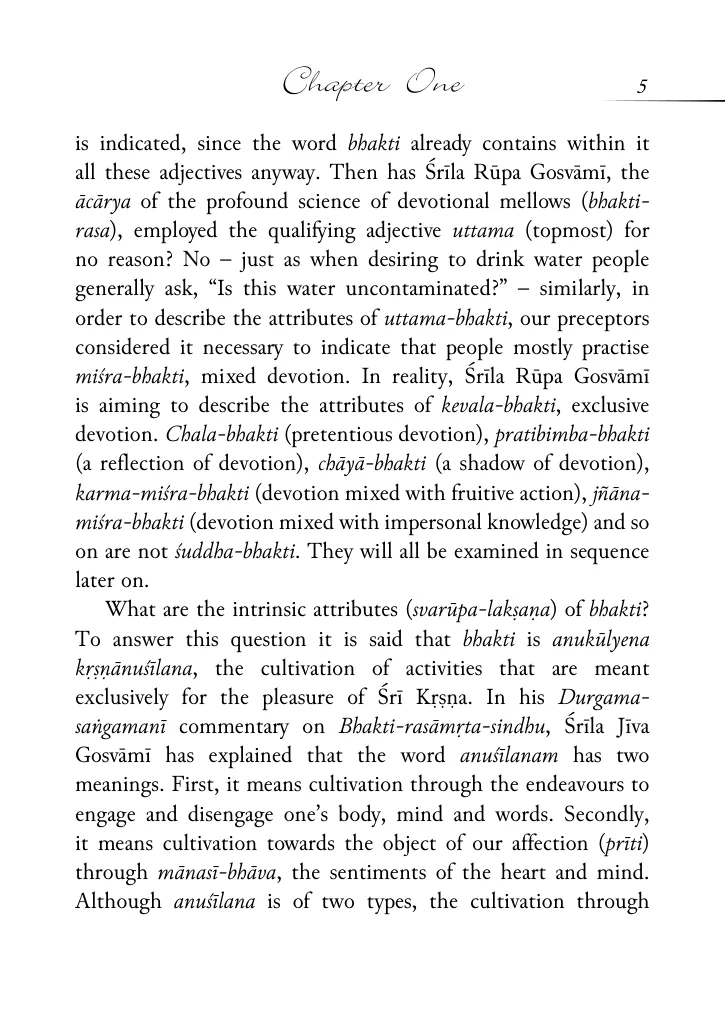 Chapter One 5
is indicated, since the word bhakti already contains within it
all these adjectives anyway. Then has Śrīla Rūpa Gosvāmī, the
ācārya of the profound science of devotional mellows (bhakti-
rasa), employed the qualifying adjective uttama (topmost) for
no reason? No – just as when desiring to drink water people
generally ask, “Is this water uncontaminated?” – similarly, in
order to describe the attributes of uttama-bhakti, our preceptors
considered it necessary to indicate that people mostly practise
miśra-bhakti, mixed devotion. In reality, Śrīla Rūpa Gosvāmī
is aiming to describe the attributes of kevala-bhakti, exclusive
devotion. Chala-bhakti (pretentious devotion), pratibimba-bhakti
(a reflection of devotion), chāyā-bhakti (a shadow of devotion),
karma-miśra-bhakti (devotion mixed with fruitive action), jñāna-
miśra-bhakti (devotion mixed with impersonal knowledge) and so
on are not śuddha-bhakti. They will all be examined in sequence
later on.
What are the intrinsic attributes (svarūpa-lakṣaṇa) of bhakti?
To answer this question it is said that bhakti is anukūlyena
kṛṣṇānuśīlana, the cultivation of activities that are meant
exclusively for the pleasure of Śrī Kṛṣṇa. In his Durgama-
saṅgamanī commentary on Bhakti-rasāmṛta-sindhu, Śrīla Jīva
Gosvāmī has explained that the word anuśīlanam has two
meanings. First, it means cultivation through the endeavours to
engage and disengage one’s body, mind and words. Secondly,
it means cultivation towards the object of our affection (prīti)
through mānasī-bhāva, the sentiments of the heart and mind.
Although anuśīlana is of two types, the cultivation through